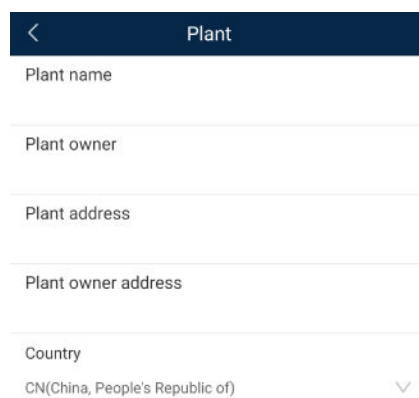 Plant
Plant name
Plant owner
Plant address
Plant owner address
Country
CN(China, People's Republic of)